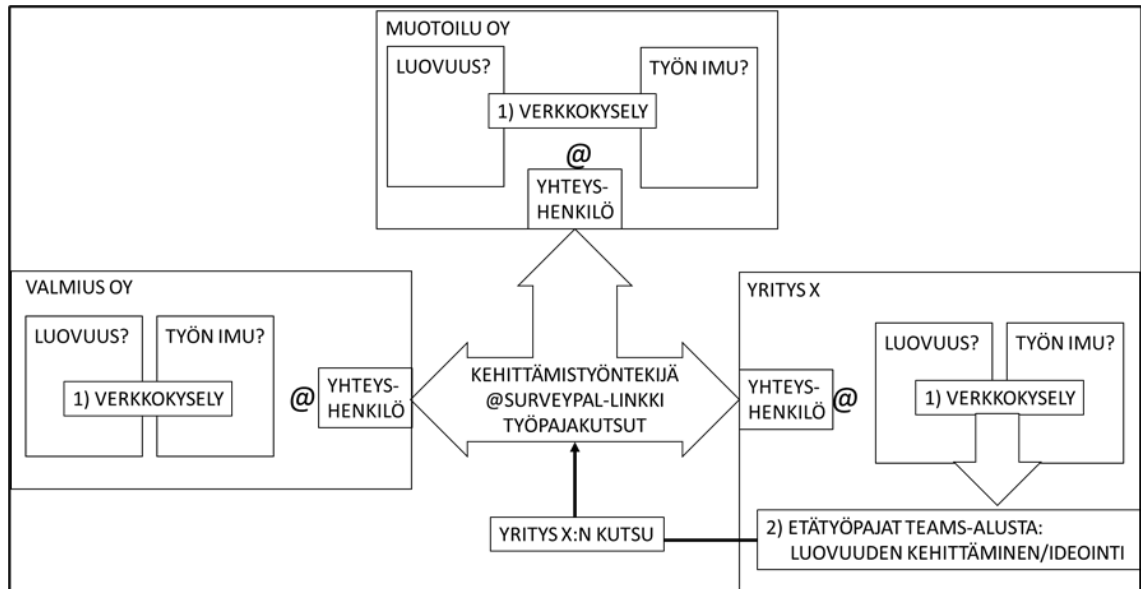 MUOTOILU OY
LUOVUUS?
TYÖN IMU?
1) VERKKOKYSELY
@
YHTEYS-
HENKILÖ
VALMIUS OY
LUOVUUS?
TYÖN IMU?
1) VERKKOKYSELY
@
YHTEYS-
HENKILÖ
KEHITTÄMISTYÖNTEKIJÄ
@SURVEYPAL-LINKKI
TYÖPAJAKUTSUT
YRITYS X
YHTEYS-
HENKILÖ
@
LUOVUUS?
TYÖN IMU?
1) VERKKOKYSELY
YRITYS X:N KUTSU
2) ETÄTYÖPAJAT TEAMS-ALUSTA:
LUOVUUDEN KEHITTÄMINEN/IDEOINTI